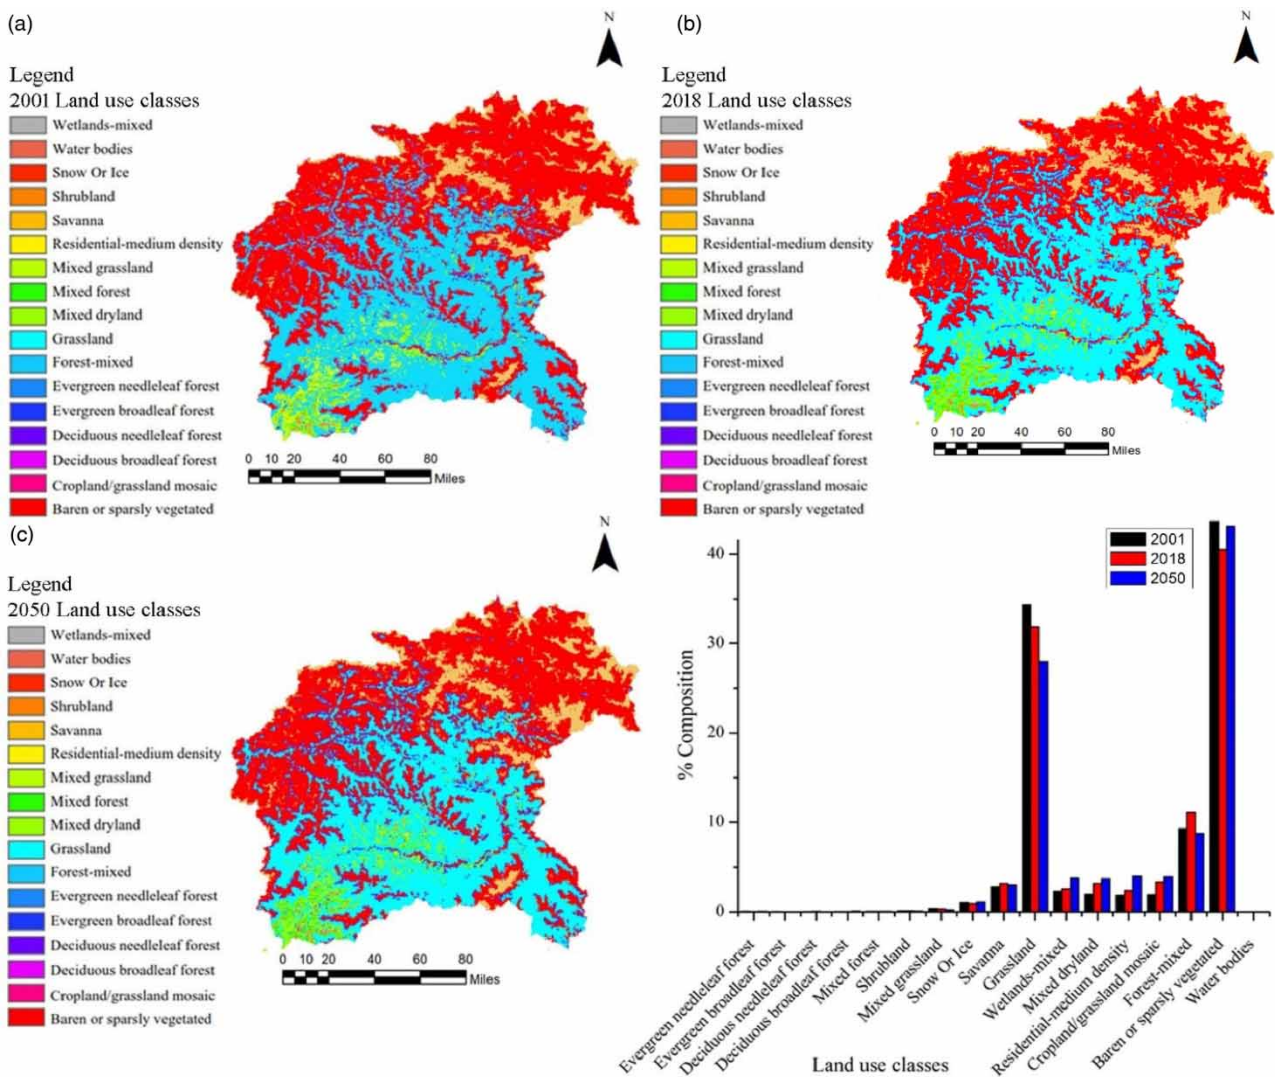 (a)
N
Legend
2001 Land use classes
Wetlands-mixed
Water bodies
Snow Or Ice
Shrubland
Savanna
Residential-medium density
Mixed grassland
Mixed forest
Mixed dryland
Grassland
Forest-mixed
Evergreen needleleaf forest
Evergreen broadleaf forest
Deciduous needleleaf forest
Deciduous broadleaf forest
Cropland/grassland mosaic
Baren or sparsly vegetated
0 10 20 40 60 80
Miles
(b)
N
Legend
2018 Land use classes
Wetlands-mixed
Water bodies
Snow Or Ice
Shrubland
Savanna
Residential-medium density
Mixed grassland
Mixed forest
Mixed dryland
Grassland
Forest-mixed
Evergreen needleleaf forest
Evergreen broadleaf forest
Deciduous needleleaf forest
Deciduous broadleaf forest
Cropland/grassland mosaic
Baren or sparsly vegetated
0 10 20 40 60 80
Miles
(c)
N
Legend
2050 Land use classes
Wetlands-mixed
Water bodies
Snow Or Ice
Shrubland
Savanna
Residential-medium density
Mixed grassland
Mixed forest
Mixed dryland
Grassland
Forest-mixed
Evergreen needleleaf forest
Evergreen broadleaf forest
Deciduous needleleaf forest
Deciduous broadleaf forest
Cropland/grassland mosaic
Baren or sparsly vegetated
0 10 20 40 60 80
Miles
2001
2018
2050
% Composition
40
30
20
10
0
Evergreen needleleaf forest
Evergreen broadleaf forest
Deciduous needleleaf forest
Deciduous broadleaf forest
Mixed forest
Shrubland
Mixed grassland
Snow Or Ice
Savanna
Grassland
Wetlands-mixed
Mixed dryland
Residential-medium density
Cropland/grassland mosaic
Forest-mixed
Baren or sparsly vegetated
Water bodies
Land use classes